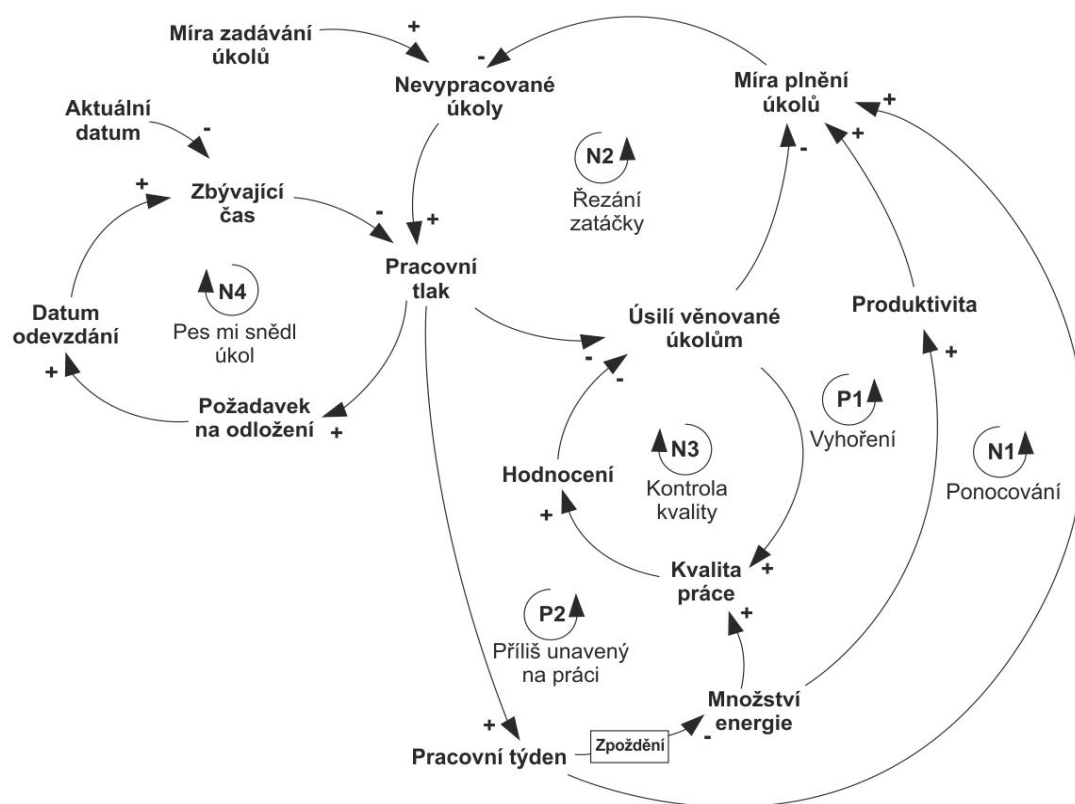 Míra zadávání
úkolů
+
-
Nevypracované
úkoly
Míra plnění
úkolů
+
+
-
Aktuální
datum
-
+
Zbývající
čas
-
+
N2
Řezání
zatáčky
Pracovní
tlak
N4
Pes mi snědl
úkol
Datum
odevzdání
+
Požadavek
na odložení
+
Úsilí věnované
úkolům
-
-
Produktivita
+
P1
Vyhoření
N3
Kontrola
kvality
Hodnocení
+
N1
Ponocování
Kvalita
práce
+
+
P2
Příliš unavený
na práci
Množství
energie
-
+
Pracovní týden
Zpoždění